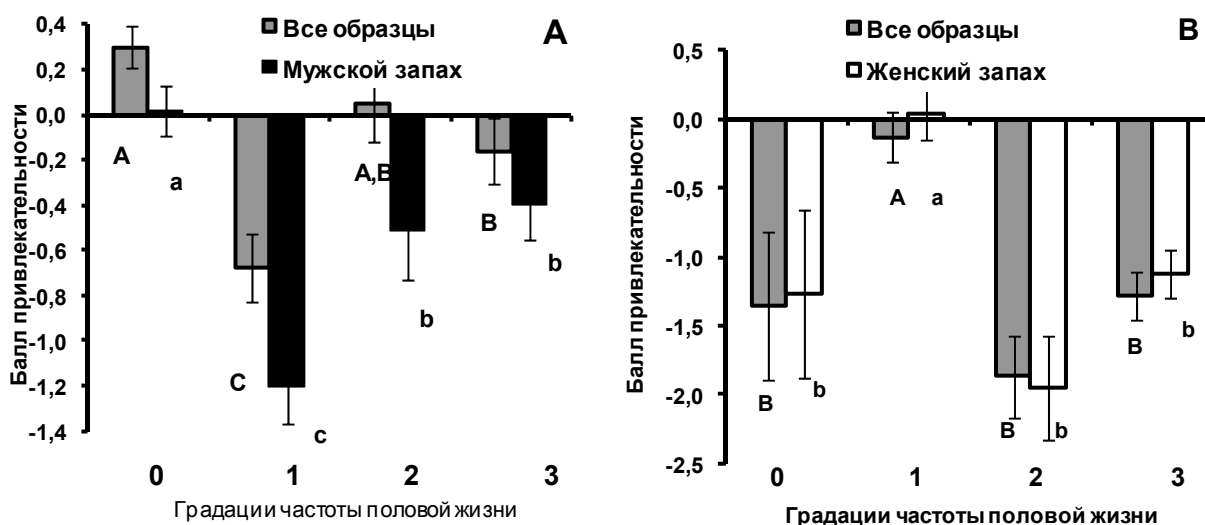 A
Все образцы
Мужской запах
Балл привлекательности
0,4
0,2
0,0
-0,2
-0,4
-0,6
-0,8
-1,0
-1,2
-1,4
A
a
C
c
A,B
b
B
b
0 1 2 3
Градации частоты половой жизни
B
Все образцы
Женский запах
Балл привлекательности
0,5
0,0
-0,5
-1,0
-1,5
-2,0
-2,5
B
b
A
a
B
b
B
b
0 1 2 3
Градации частоты половой жизни